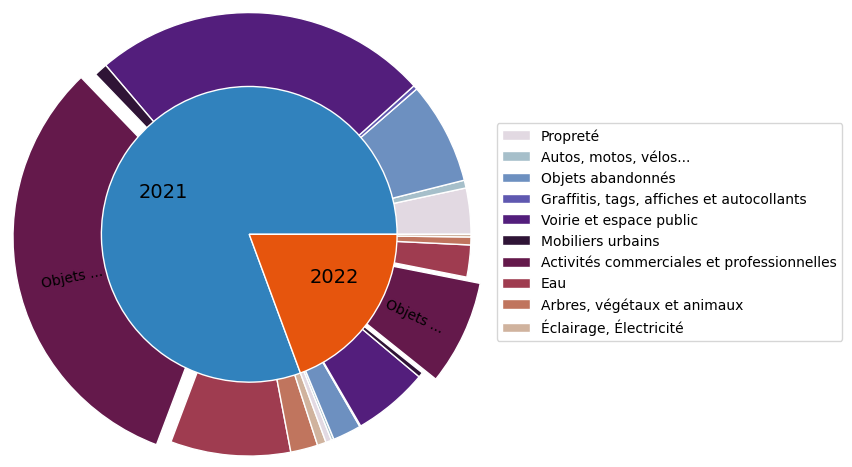 2021
2022
Objets ...
Objets ...
Propreté
Autos, motos, vélos...
Objets abandonnés
Graffitis, tags, affiches et autocollants
Voirie et espace public
Mobiliers urbains
Activités commerciales et professionnelles
Eau
Arbres, végétaux et animaux
Éclairage, Électricité